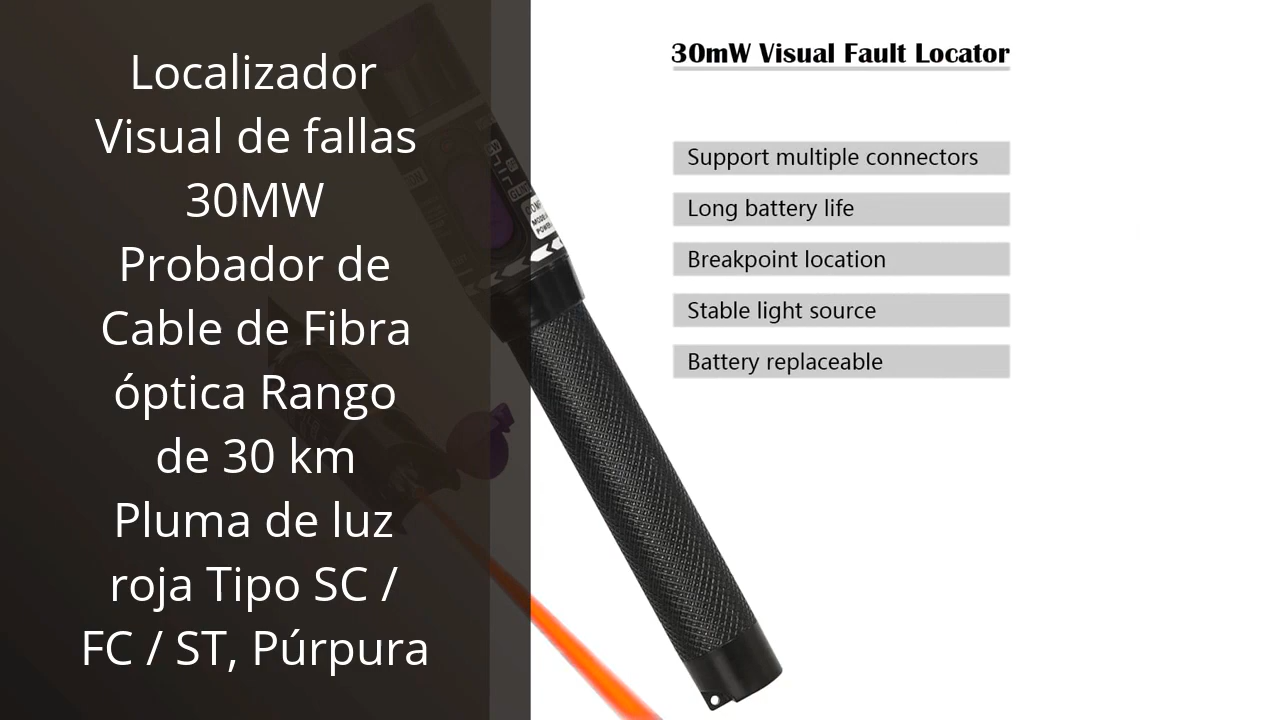 Localizador
Visual de fallas
30MW
Probador de
Cable de Fibra
óptica Rango
de 30 km
Pluma de luz
roja Tipo SC /
FC / ST, Púrpura
30mW Visual Fault Locator
Support multiple connectors
Long battery life
Breakpoint location
Stable light source
Battery replaceable